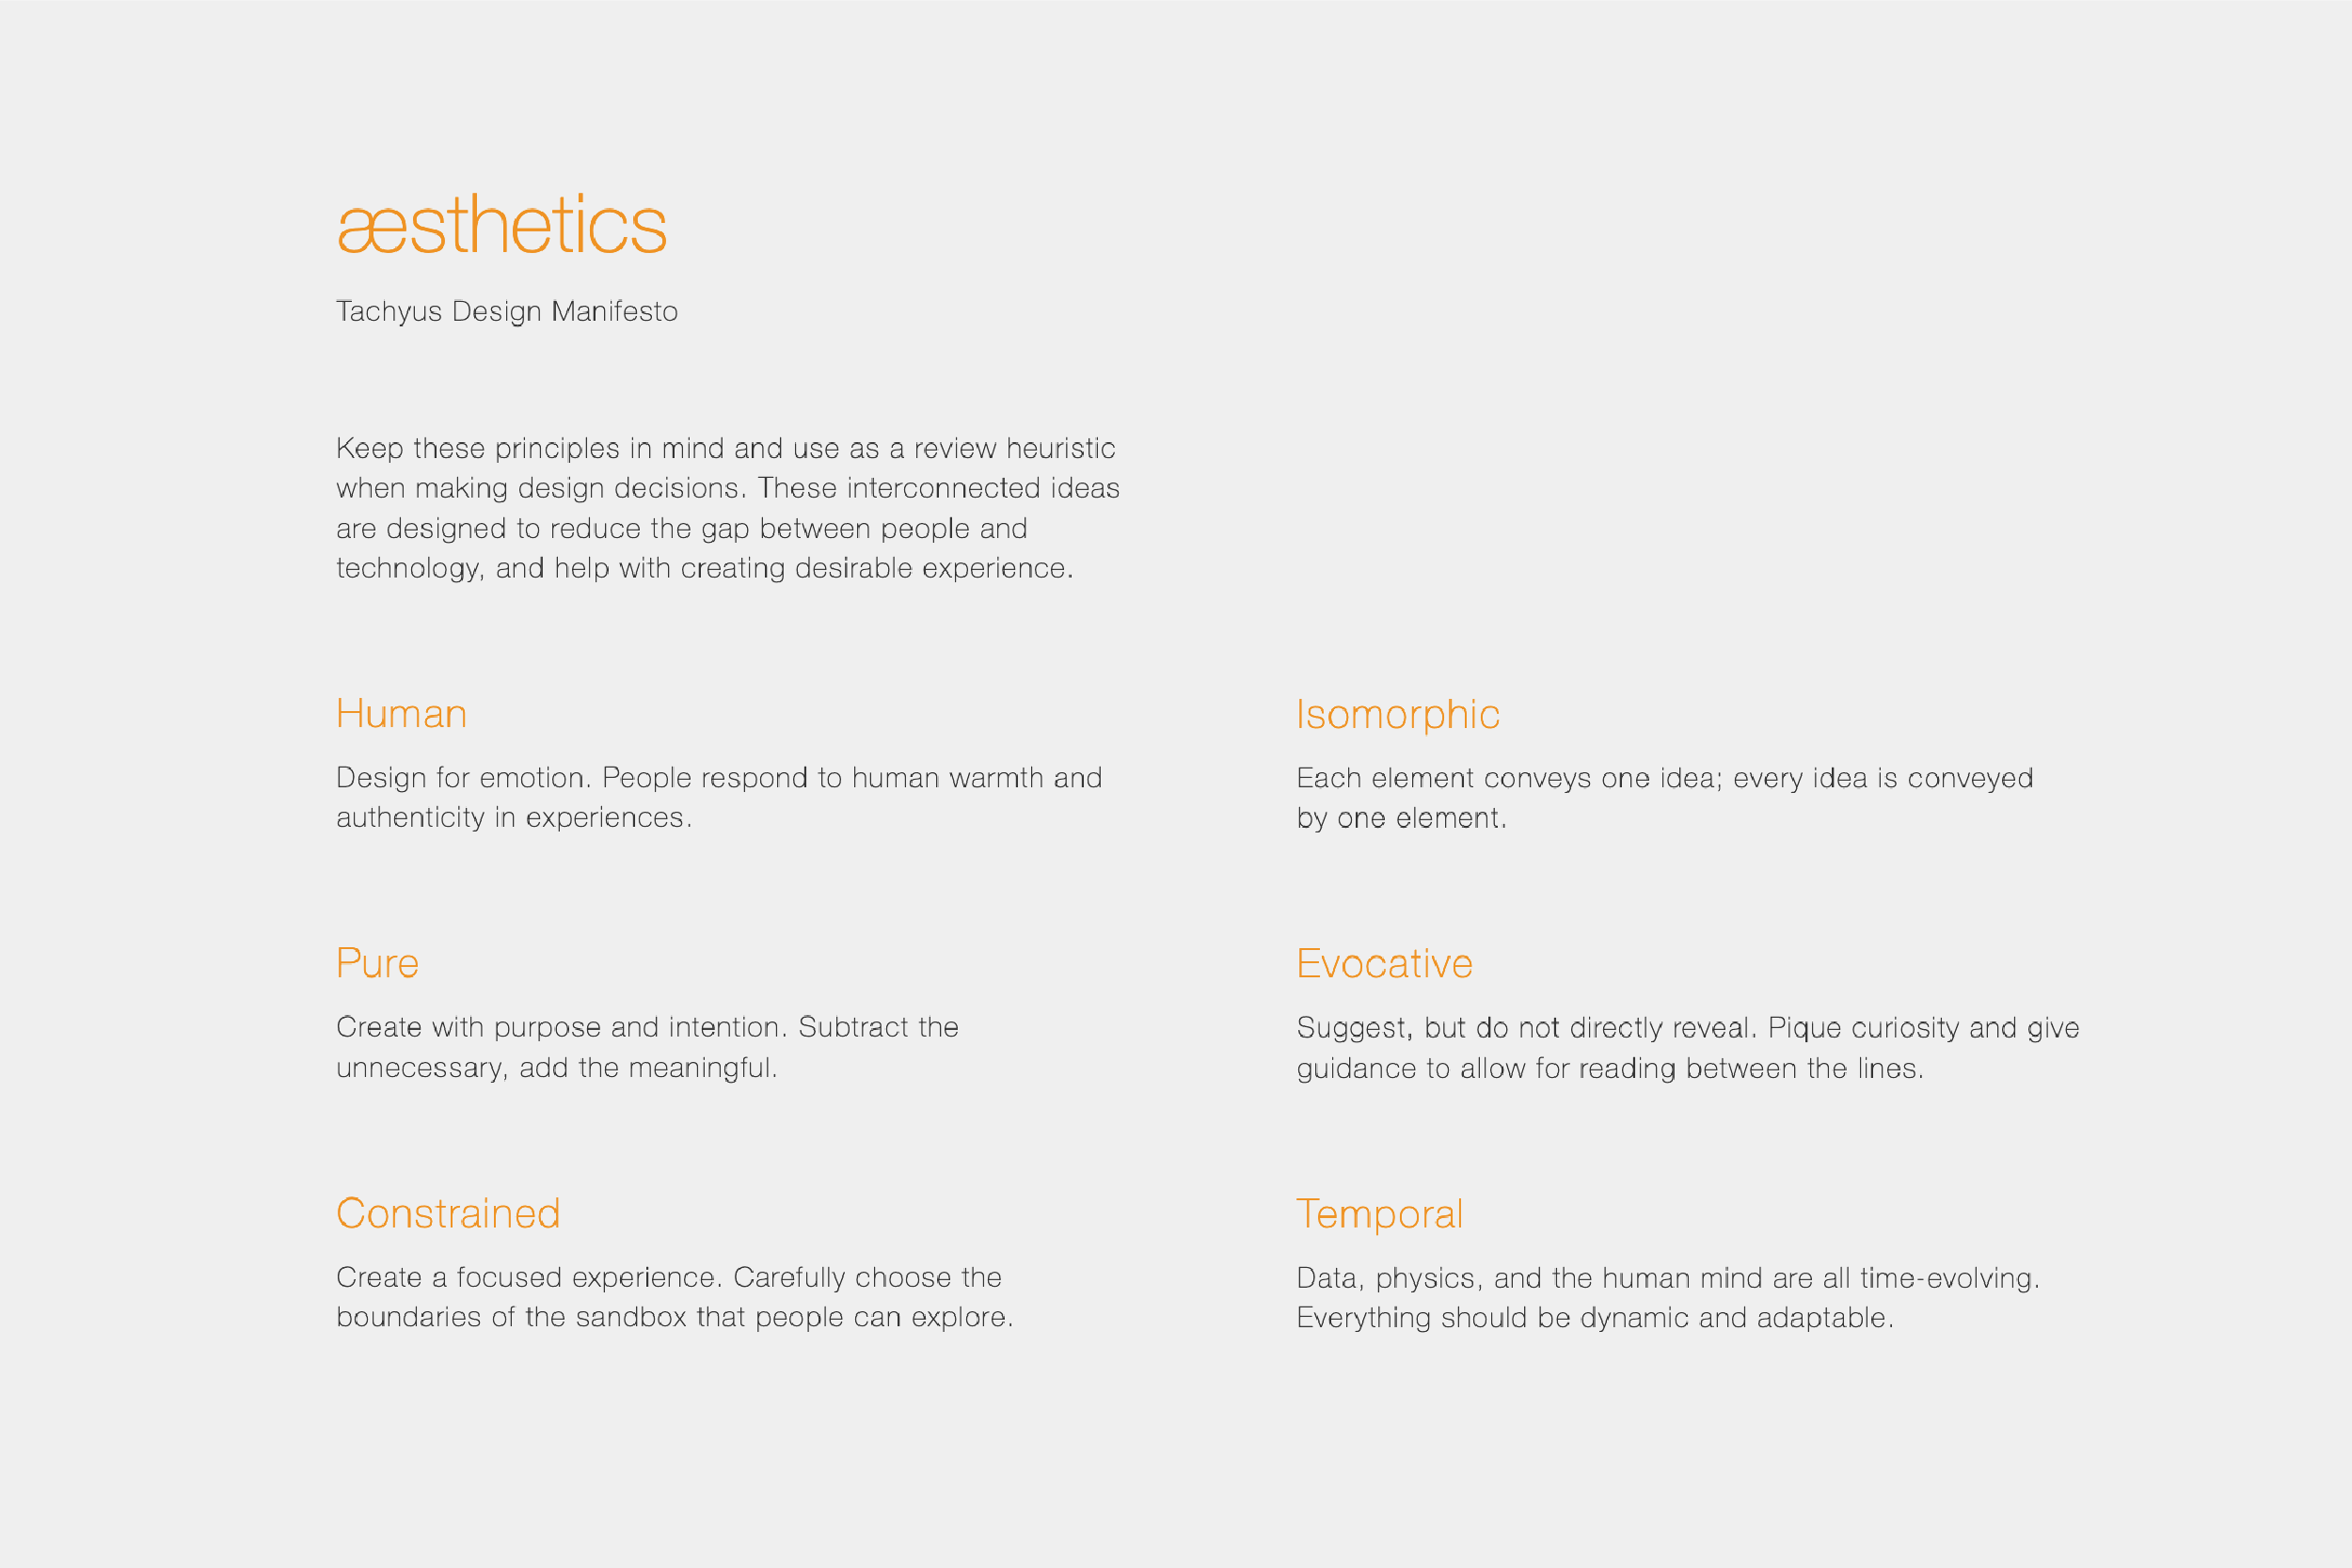 æsthetics
Tachyus Design Manifesto
Keep these principles in mind and use as a review heuristic
when making design decisions. These interconnected ideas
are designed to reduce the gap between people and
technology, and help with creating desirable experience.
Human
Design for emotion. People respond to human warmth and
authenticity in experiences.
Isomorphic
Each element conveys one idea; every idea is conveyed
by one element.
Pure
Create with purpose and intention. Subtract the
unnecessary, add the meaningful.
Evocative
Suggest, but do not directly reveal. Pique curiosity and give
guidance to allow for reading between the lines.
Constrained
Create a focused experience. Carefully choose the
boundaries of the sandbox that people can explore.
Temporal
Data, physics, and the human mind are all time-evolving.
Everything should be dynamic and adaptable.